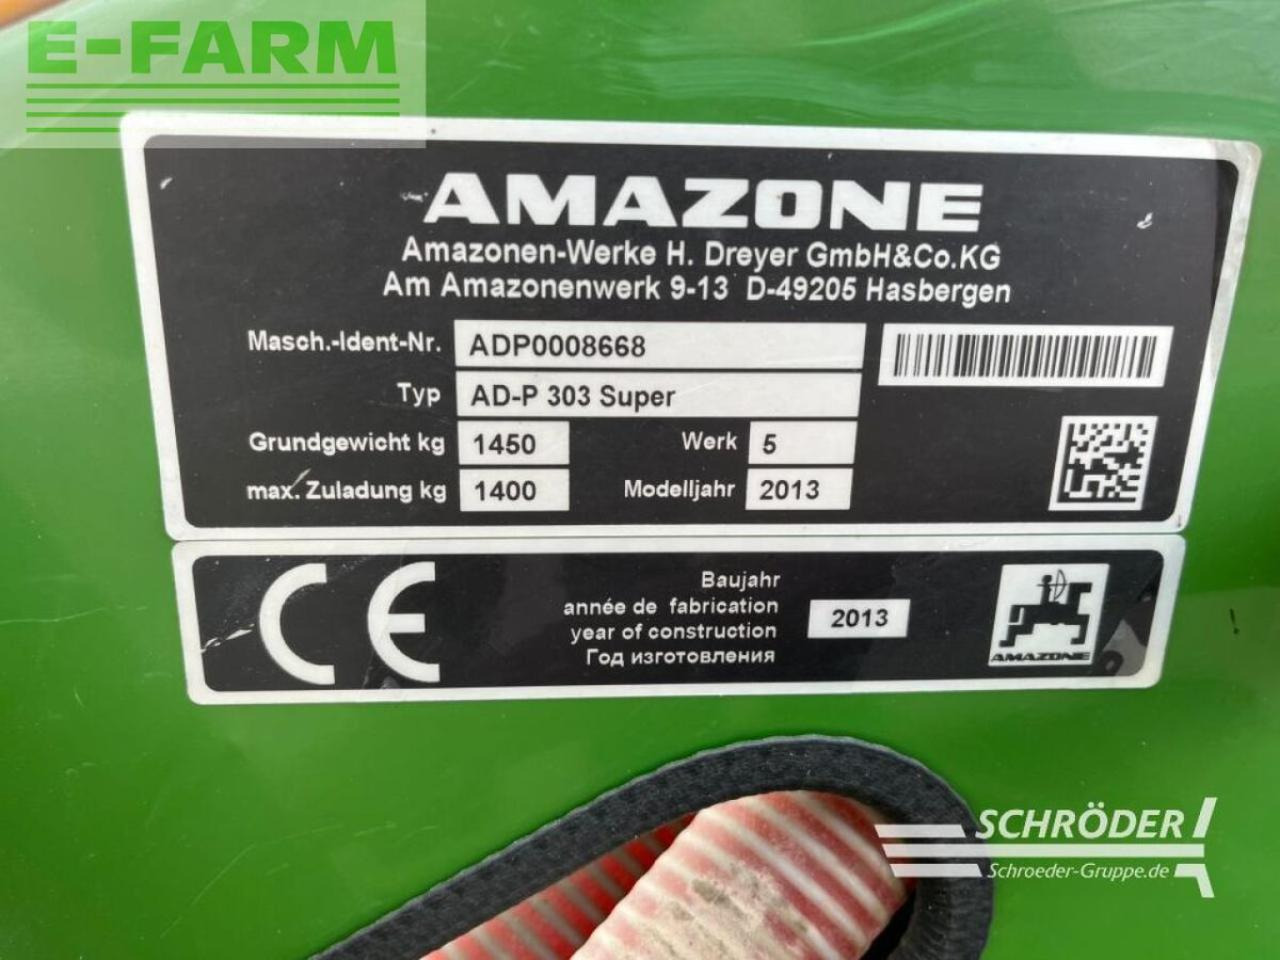 E-FARM
AMAZONE
Amazonen-Werke H. Dreyer GmbH&Co.KG
Am Amazonenwerk 9-13 D-49205 Hasbergen
Masch.-Ident-Nr. ADP0008668
Typ AD-P 303 Super
Grundgewicht kg 1450 Werk 5
max. Zuladung kg 1400 Modelljahr 2013
CE
Baujahr
année de fabrication
year of construction
Год изготовления
2013
AMAZONE
SCHRÖDER
Schroeder-Gruppe.de